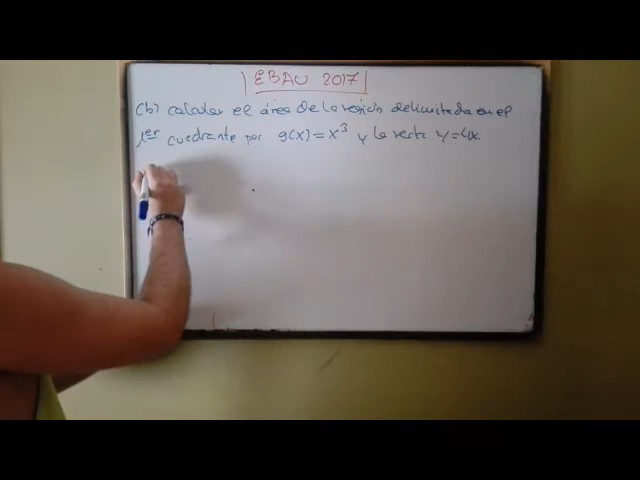 EBAU 2017
(b) calcular el área de la región delimitada en el
1er cuadrante por g(x) = x³ y la recta y = 4x